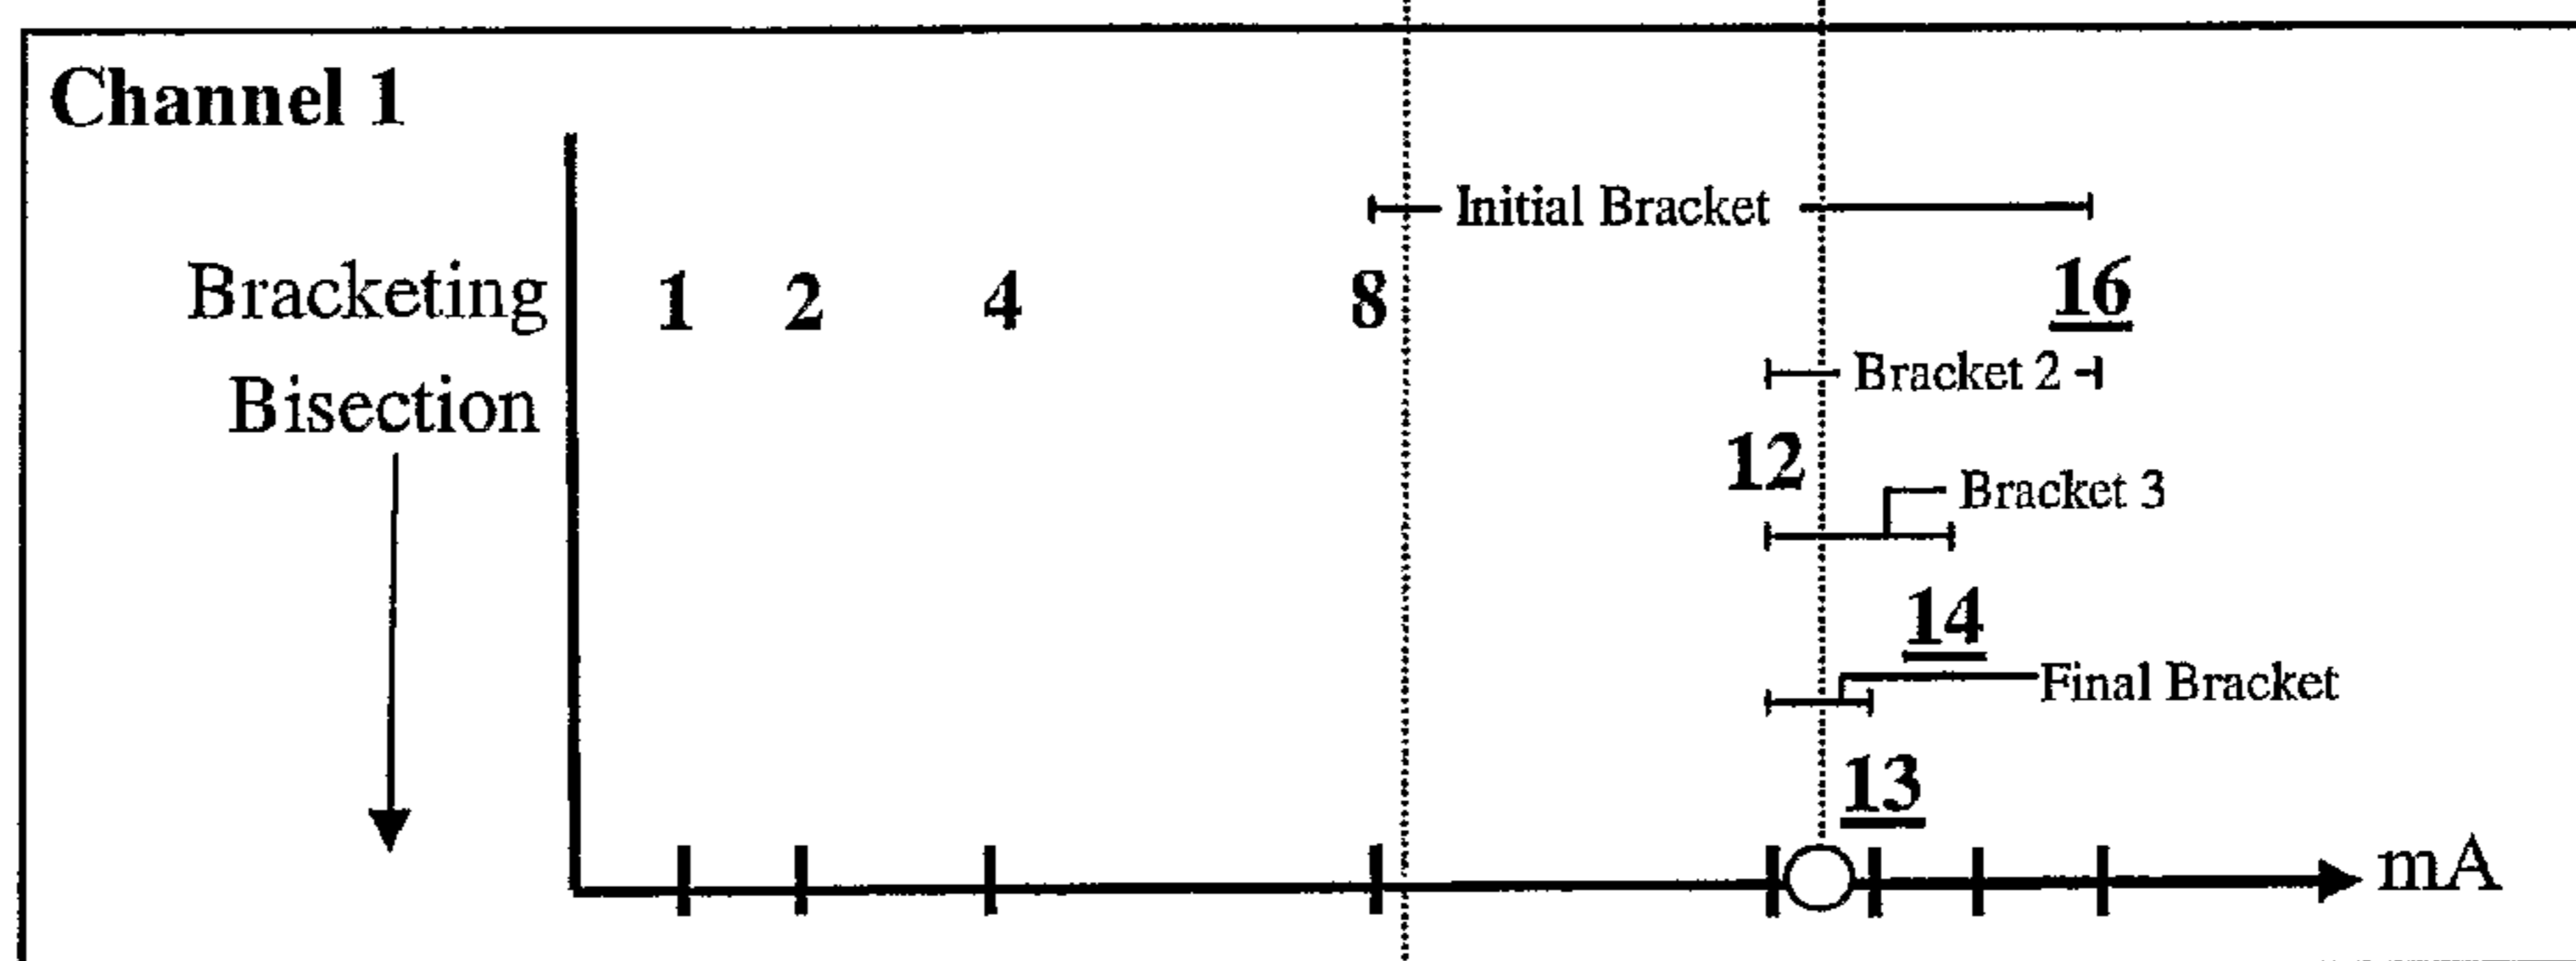 Channel 1
Initial Bracket
Bracketing
1 2 4 8 16
Bisection
Bracket 2
12
Bracket 3
14
Final Bracket
13
mA